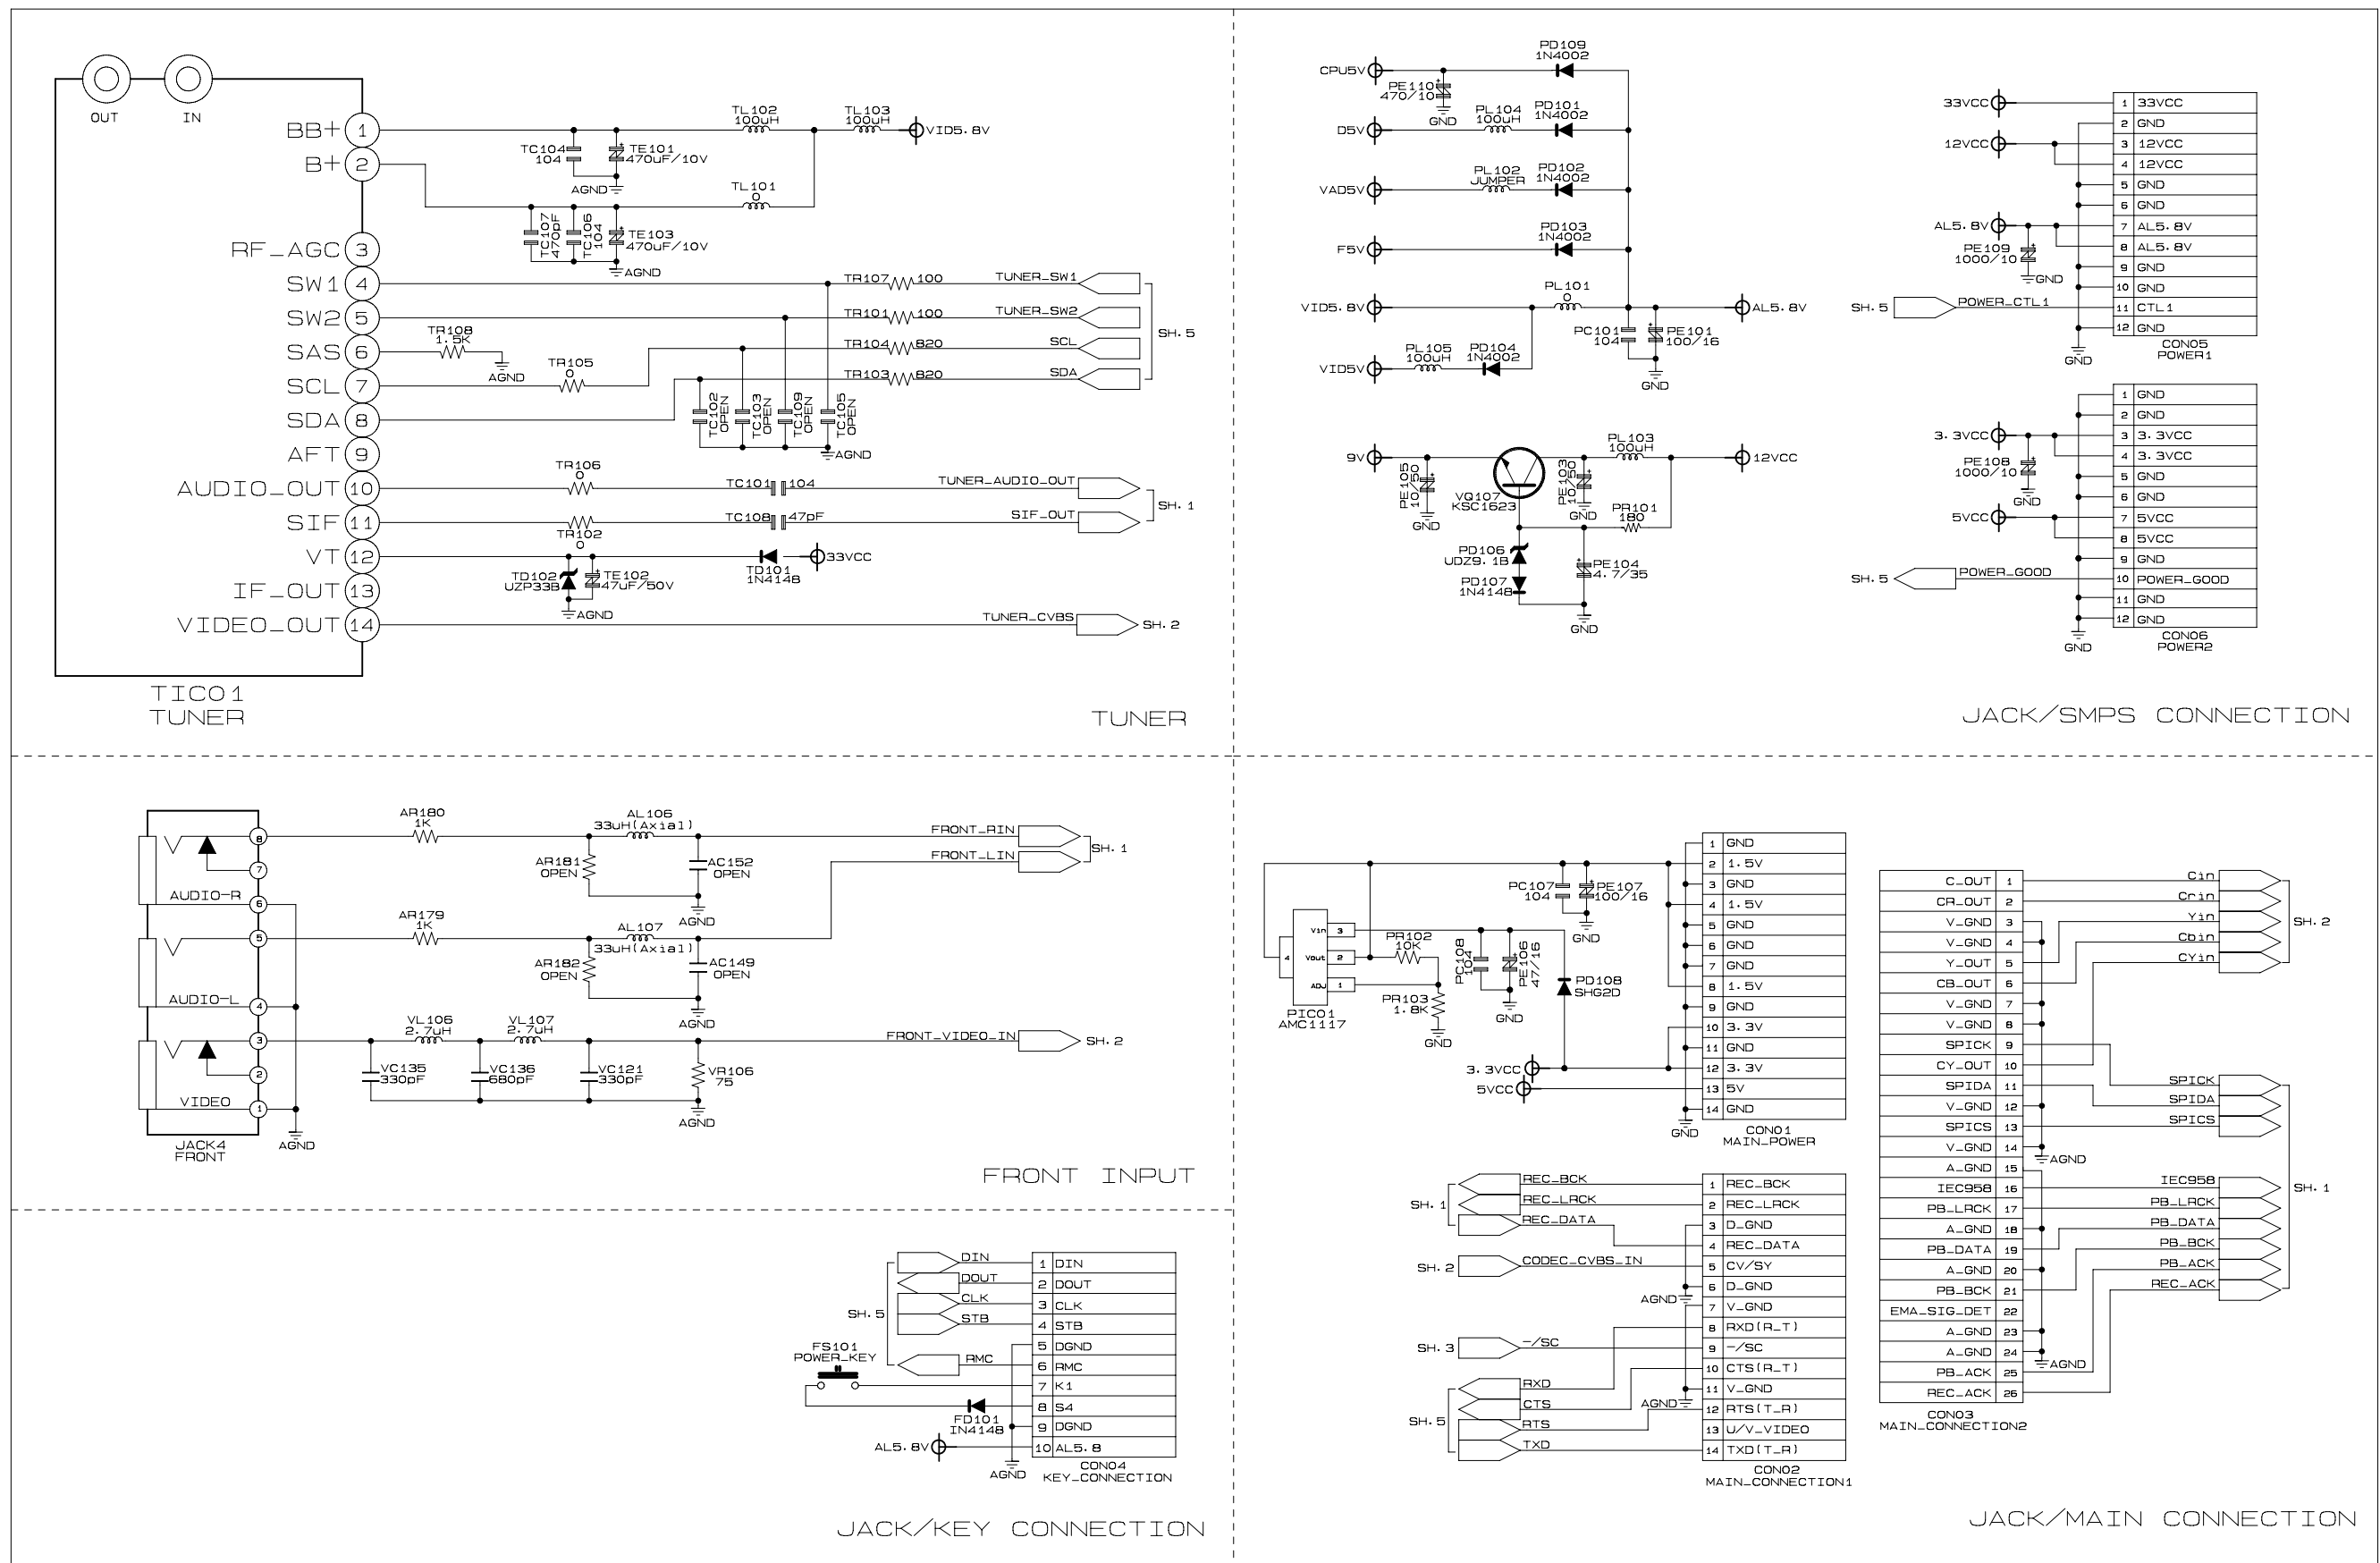 OUT
IN
BB+ 1
B+ 2
RF_AGC 3
SW1 4
SW2 5
SAS 6
SCL 7
SDA 8
AFT 9
AUDIO_OUT 10
SIF 11
VT 12
IF_OUT 13
VIDEO_OUT 14
TIC01
TUNER
TL102
100uH
TL103
100uH
VID5.8V
TC104
104
TE101
470uF/10V
AGND
TL101
0
TC107
470pF
TC106
104
TE103
470uF/10V
AGND
TR107 100
TUNER_SW1
TR101 100
TUNER_SW2
TR108
1.5K
AGND
TR104 820
SCL
TR105
0
TR103 820
SDA
SH.5
TC102
OPEN
TC103
OPEN
TC109
OPEN
TC105
OPEN
AGND
TR106
0
TC101 104
TUNER_AUDIO_OUT
TC108 47pF
SIF_OUT
SH.1
TR102
0
33VCC
TD101
1N4148
TD102
UZP33B
TE102
47uF/50V
AGND
TUNER_CVBS
SH.2
TUNER
CPU5V
PD109
1N4002
PE110
470/10
GND
D5V
PL104
100uH
PD101
1N4002
VAD5V
PL102
JUMPER
PD102
1N4002
F5V
PD103
1N4002
VID5.8V
PL101
0
AL5.8V
PC101
104
PE101
100/16
GND
VID5V
PL105
100uH
PD104
1N4002
9V
PE105
10/50
GND
VQ107
KSC1623
PE103
10/50
GND
PL103
100uH
12VCC
PR101
180
PD106
UDZ9.1B
PD107
1N4148
PE104
4.7/35
GND
33VCC
12VCC
AL5.8V
PE109
1000/10
GND
SH.5
POWER_CTL1
1 33VCC
2 GND
3 12VCC
4 12VCC
5 GND
6 GND
7 AL5.8V
8 AL5.8V
9 GND
10 GND
11 CTL1
12 GND
GND
CON05
POWER1
3.3VCC
PE108
1000/10
GND
5VCC
SH.5
POWER_GOOD
1 GND
2 GND
3 3.3VCC
4 3.3VCC
5 GND
6 GND
7 5VCC
8 5VCC
9 GND
10 POWER_GOOD
11 GND
12 GND
GND
CON06
POWER2
JACK/SMPS CONNECTION
8
7
AUDIO-R
6
5
AUDIO-L
4
3
2
VIDEO
1
JACK4
FRONT
AGND
AR180
1K
AL106
33uH(Axial)
FRONT_RIN
FRONT_LIN
SH.1
AR181
OPEN
AC152
OPEN
AGND
AR179
1K
AL107
33uH(Axial)
AR182
OPEN
AC149
OPEN
AGND
VL106
2.7uH
VL107
2.7uH
FRONT_VIDEO_IN
SH.2
VC135
330pF
VC136
680pF
VC121
330pF
VR106
75
AGND
FRONT INPUT
SH.5
DIN
DOUT
CLK
STB
RMC
FS101
POWER_KEY
FD101
IN4148
AL5.8V
AGND
1 DIN
2 DOUT
3 CLK
4 STB
5 DGND
6 RMC
7 K1
8 S4
9 DGND
10 AL5.8
CON04
KEY_CONNECTION
JACK/KEY CONNECTION
4
Vin 3
Vout 2
ADJ 1
PIC01
AMC1117
PR102
10K
PR103
1.8K
GND
PC108
104
PE106
47/16
GND
PC107
104
PE107
100/16
GND
PD108
SHG2D
3.3VCC
5VCC
1 GND
2 1.5V
3 GND
4 1.5V
5 GND
6 GND
7 GND
8 1.5V
9 GND
10 3.3V
11 GND
12 3.3V
13 5V
14 GND
GND
CON01
MAIN_POWER
SH.1
REC_BCK
REC_LRCK
REC_DATA
SH.2
CODEC_CVBS_IN
AGND
SH.3
-/SC
SH.5
RXD
CTS
RTS
TXD
AGND
1 REC_BCK
2 REC_LRCK
3 D_GND
4 REC_DATA
5 CV/SY
6 D_GND
7 V_GND
8 RXD(R_T)
9 -/SC
10 CTS(R_T)
11 V_GND
12 RTS(T_R)
13 U/V_VIDEO
14 TXD(T_R)
CON02
MAIN_CONNECTION1
C_OUT 1
CR_OUT 2
V_GND 3
V_GND 4
Y_OUT 5
CB_OUT 6
V_GND 7
V_GND 8
SPICK 9
CY_OUT 10
SPIDA 11
V_GND 12
SPICS 13
V_GND 14
A_GND 15
IEC958 16
PB_LRCK 17
A_GND 18
PB_DATA 19
A_GND 20
PB_BCK 21
EMA_SIG_DET 22
A_GND 23
A_GND 24
PB_ACK 25
REC_ACK 26
CON03
MAIN_CONNECTION2
Cin
Crin
Yin
Cbin
CYin
SH.2
SPICK
SPIDA
SPICS
AGND
IEC958
PB_LRCK
PB_DATA
PB_BCK
PB_ACK
REC_ACK
SH.1
AGND
JACK/MAIN CONNECTION